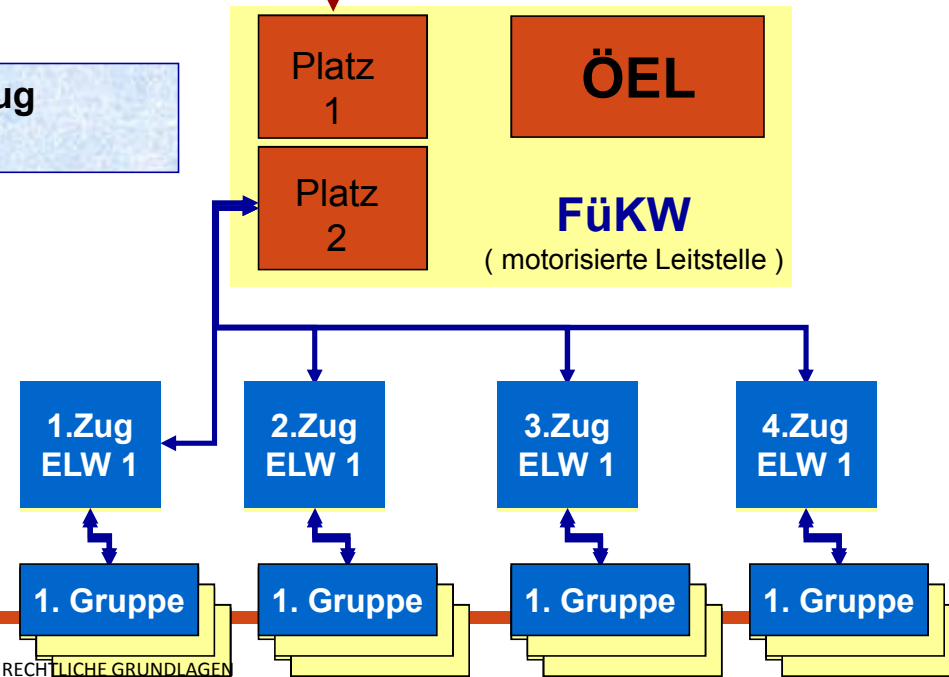 Platz
1
ÖEL
ug
Platz
2
FüKW
( motorisierte Leitstelle )
1.Zug
ELW 1
2.Zug
ELW 1
3.Zug
ELW 1
4.Zug
ELW 1
1. Gruppe
1. Gruppe
1. Gruppe
1. Gruppe
RECHTLICHE GRUNDLAGEN